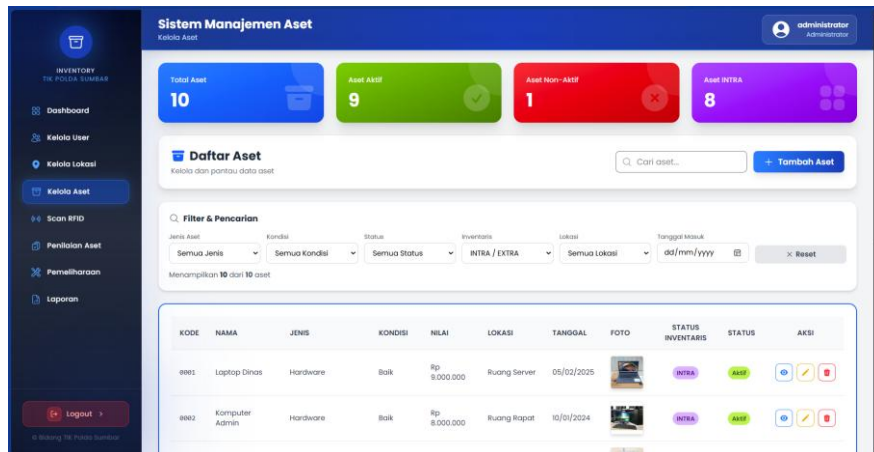 INVENTORY
TIK POLDA SUMBAR
Dashboard
Kelola User
Kelola Lokasi
Kelola Aset
Scan RFID
Penilaian Aset
Pemeliharaan
Laporan
Logout >
© Bidang TIK Polda Sumbar
Sistem Manajemen Aset
Kelola Aset
administrator
Administrator
Total Aset
10
Aset Aktif
9
Aset Non-Aktif
1
Aset INTRA
8
Daftar Aset
Kelola dan pantau data aset
Cari aset...
+ Tambah Aset
Filter & Pencarian
Jenis Aset Kondisi Status Inventaris Lokasi Tanggal Masuk
Semua Jenis Semua Kondisi Semua Status INTRA / EXTRA Semua Lokasi dd/mm/yyyy × Reset
Menampilkan 10 dari 10 aset
KODE NAMA JENIS KONDISI NILAI LOKASI TANGGAL FOTO STATUS INVENTARIS STATUS AKSI
0001 Laptop Dinas Hardware Baik Rp 9.000.000 Ruang Server 05/02/2025 INTRA Aktif
0002 Komputer Admin Hardware Baik Rp 8.000.000 Ruang Rapat 10/01/2024 INTRA Aktif